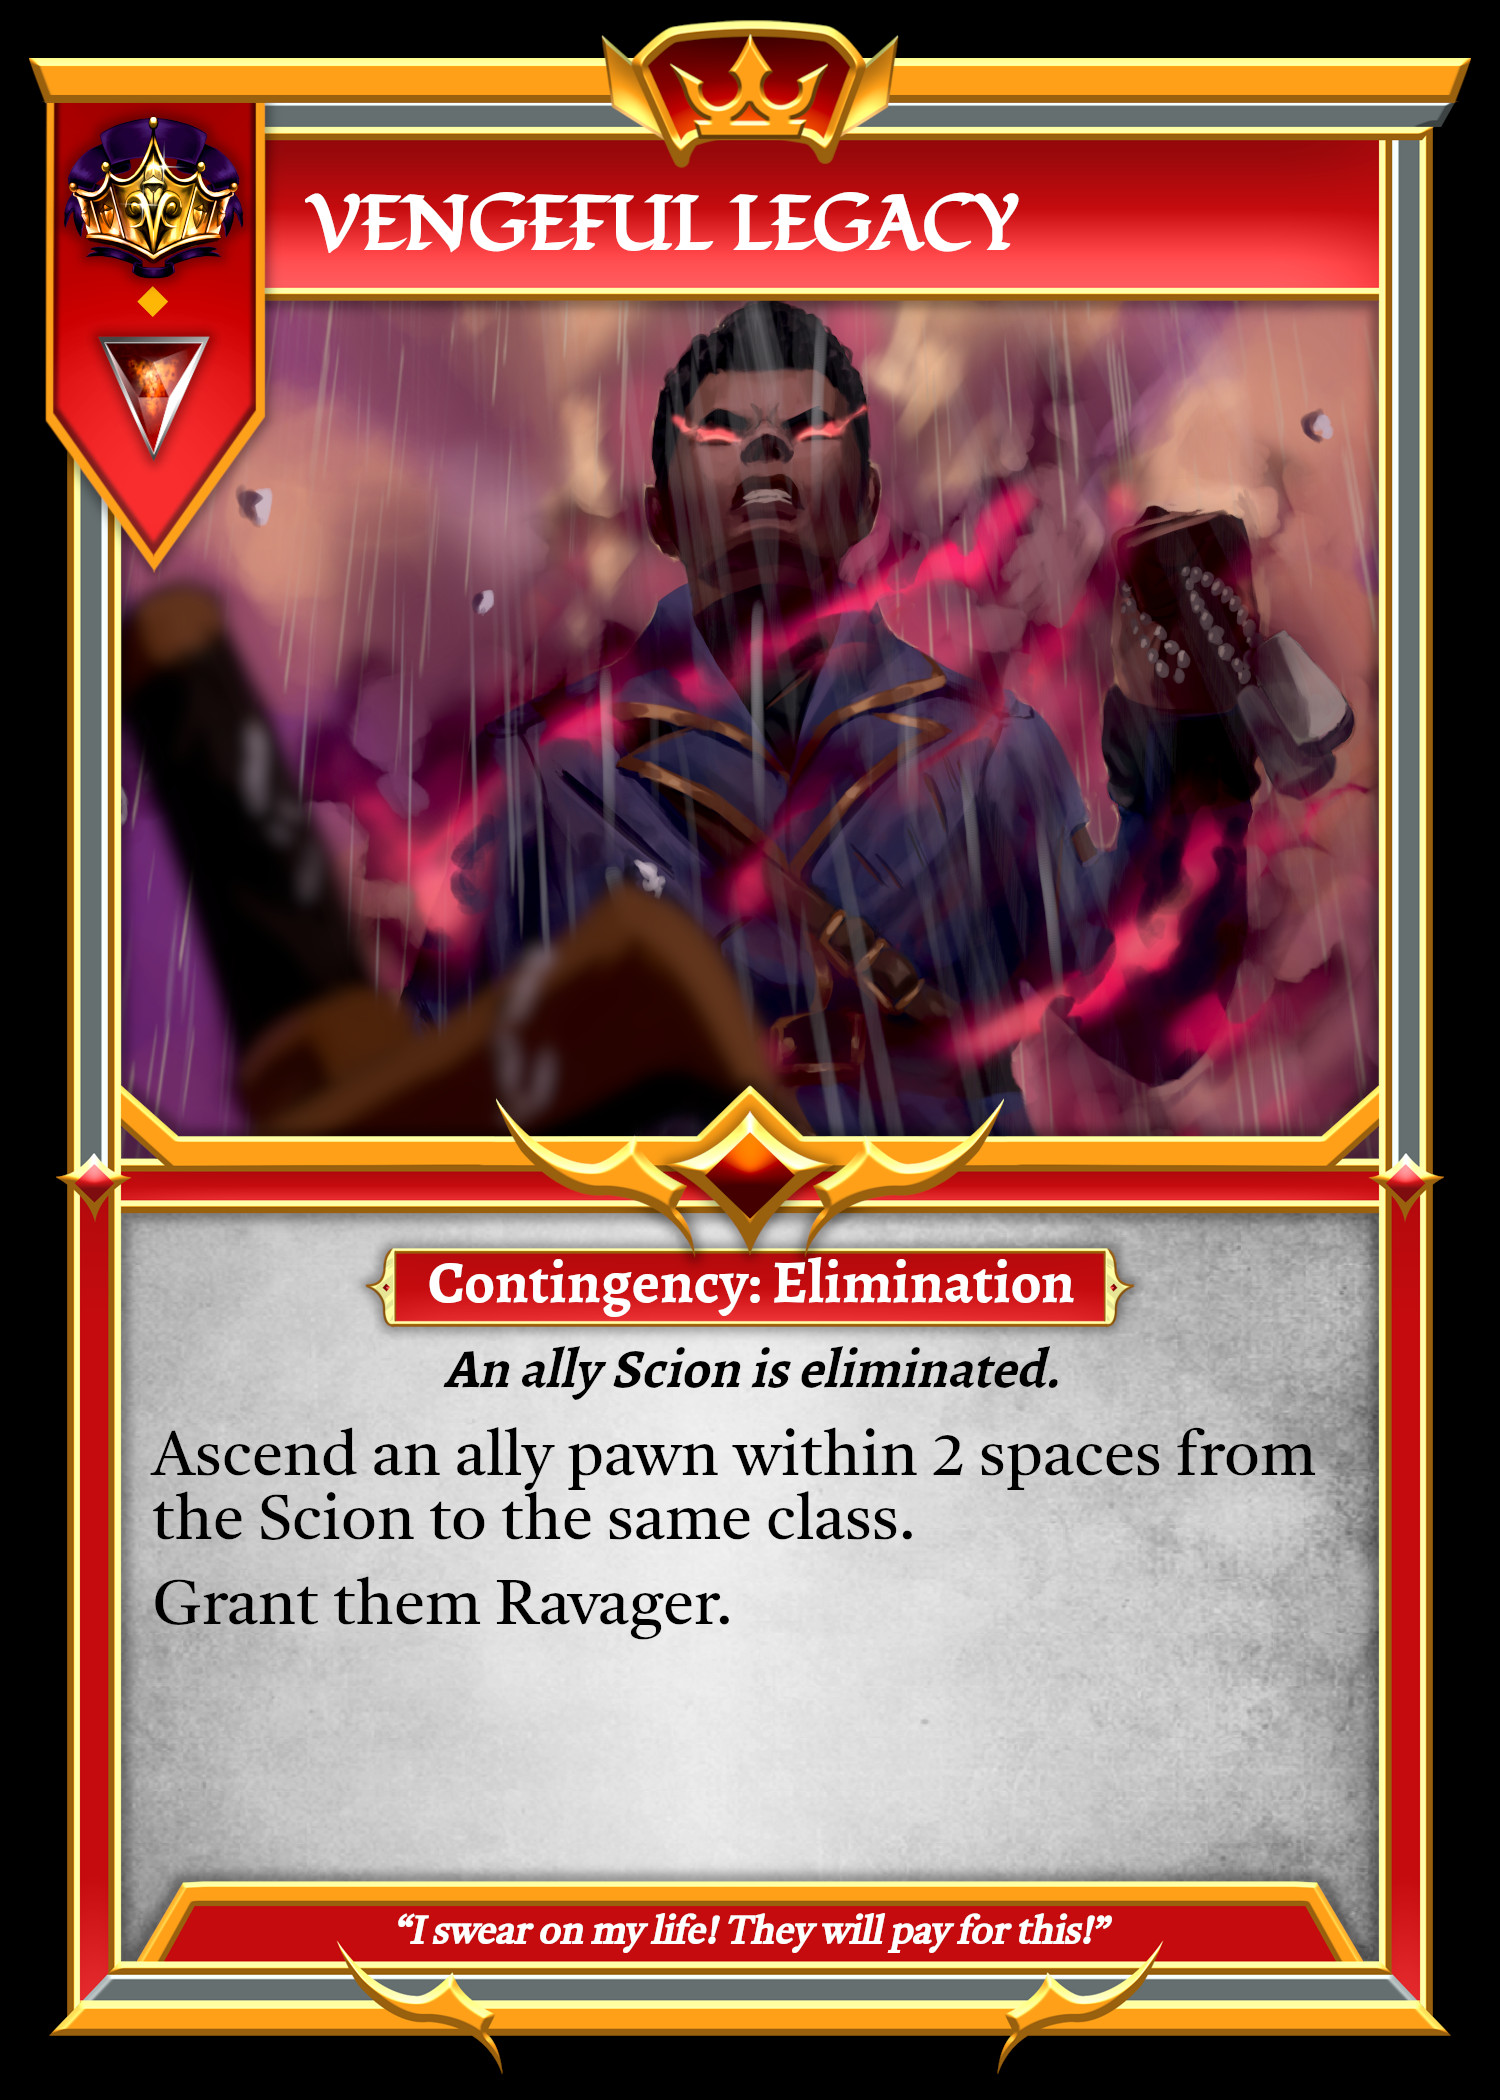 VENGEFUL LEGACY
Contingency: Elimination
An ally Scion is eliminated.
Ascend an ally pawn within 2 spaces from
the Scion to the same class.
Grant them Ravager.
“I swear on my life! They will pay for this!”